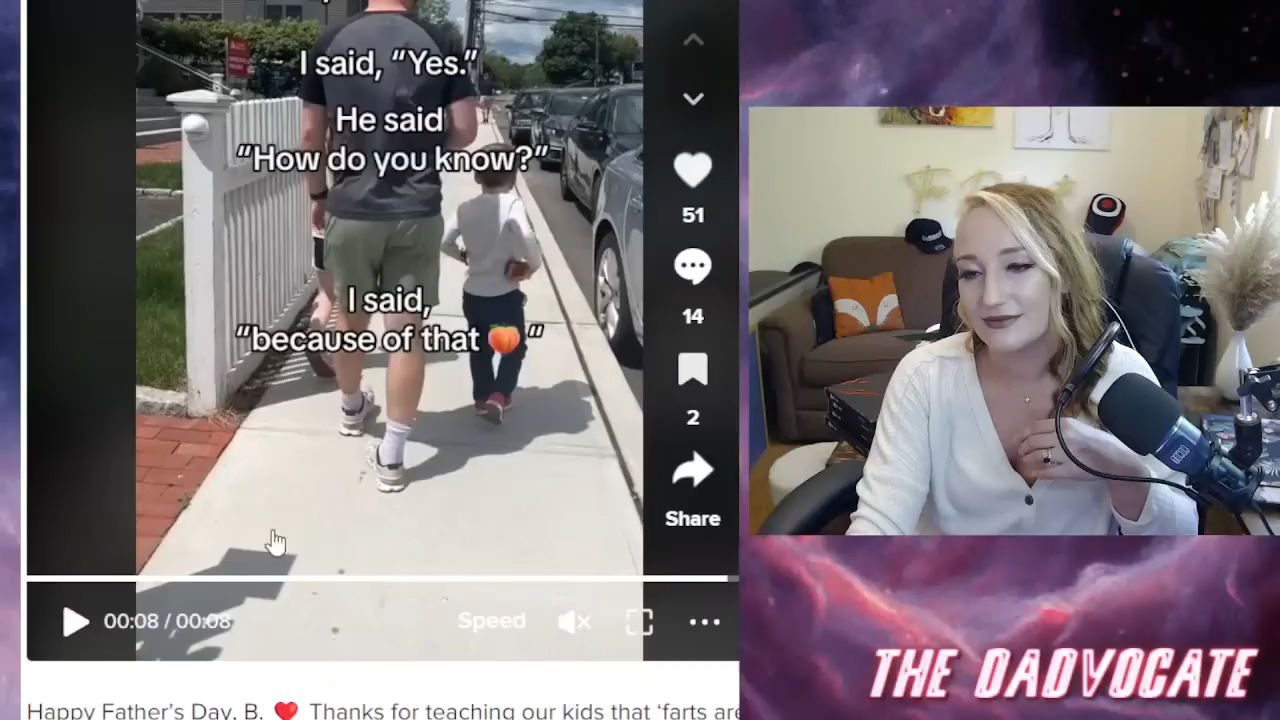 I said, “Yes.”
He said
“How do you know?”
I said,
“because of that 🍑 “
51
14
2
Share
00:08 / 00:08
Speed
Happy Father’s Day, B. ❤️ Thanks for teaching our kids that ‘farts are
THE DADVOCATE